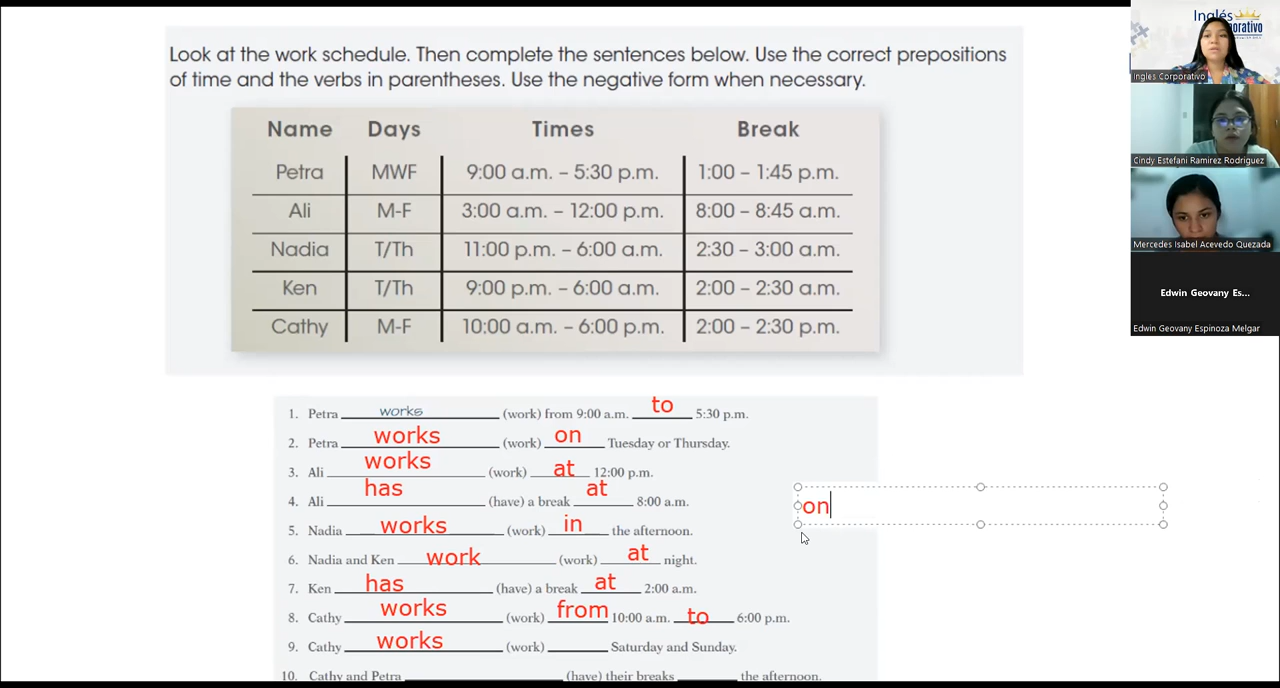 Look at the work schedule. Then complete the sentences below. Use the correct prepositions
of time and the verbs in parentheses. Use the negative form when necessary.
Name Days Times Break
Petra MWF 9:00 a.m. – 5:30 p.m. 1:00 – 1:45 p.m.
Ali M-F 3:00 a.m. – 12:00 p.m. 8:00 – 8:45 a.m.
Nadia T/Th 11:00 p.m. – 6:00 a.m. 2:30 – 3:00 a.m.
Ken T/Th 9:00 p.m. – 6:00 a.m. 2:00 – 2:30 a.m.
Cathy M-F 10:00 a.m. – 6:00 p.m. 2:00 – 2:30 p.m.
1. Petra works (work) from 9:00 a.m. to 5:30 p.m.
2. Petra works (work) on Tuesday or Thursday.
3. Ali works (work) at 12:00 p.m.
4. Ali has (have) a break at 8:00 a.m.
5. Nadia works (work) in the afternoon.
6. Nadia and Ken work (work) at night.
7. Ken has (have) a break at 2:00 a.m.
8. Cathy works (work) from 10:00 a.m. to 6:00 p.m.
9. Cathy works (work) Saturday and Sunday.
10. Cathy and Petra (have) their breaks the afternoon.
on
Inglés
Ingles Corporativo
Cindy Estefani Ramirez Rodriguez
Mercedes Isabel Acevedo Quezada
Edwin Geovany Es...
Edwin Geovany Espinoza Melgar